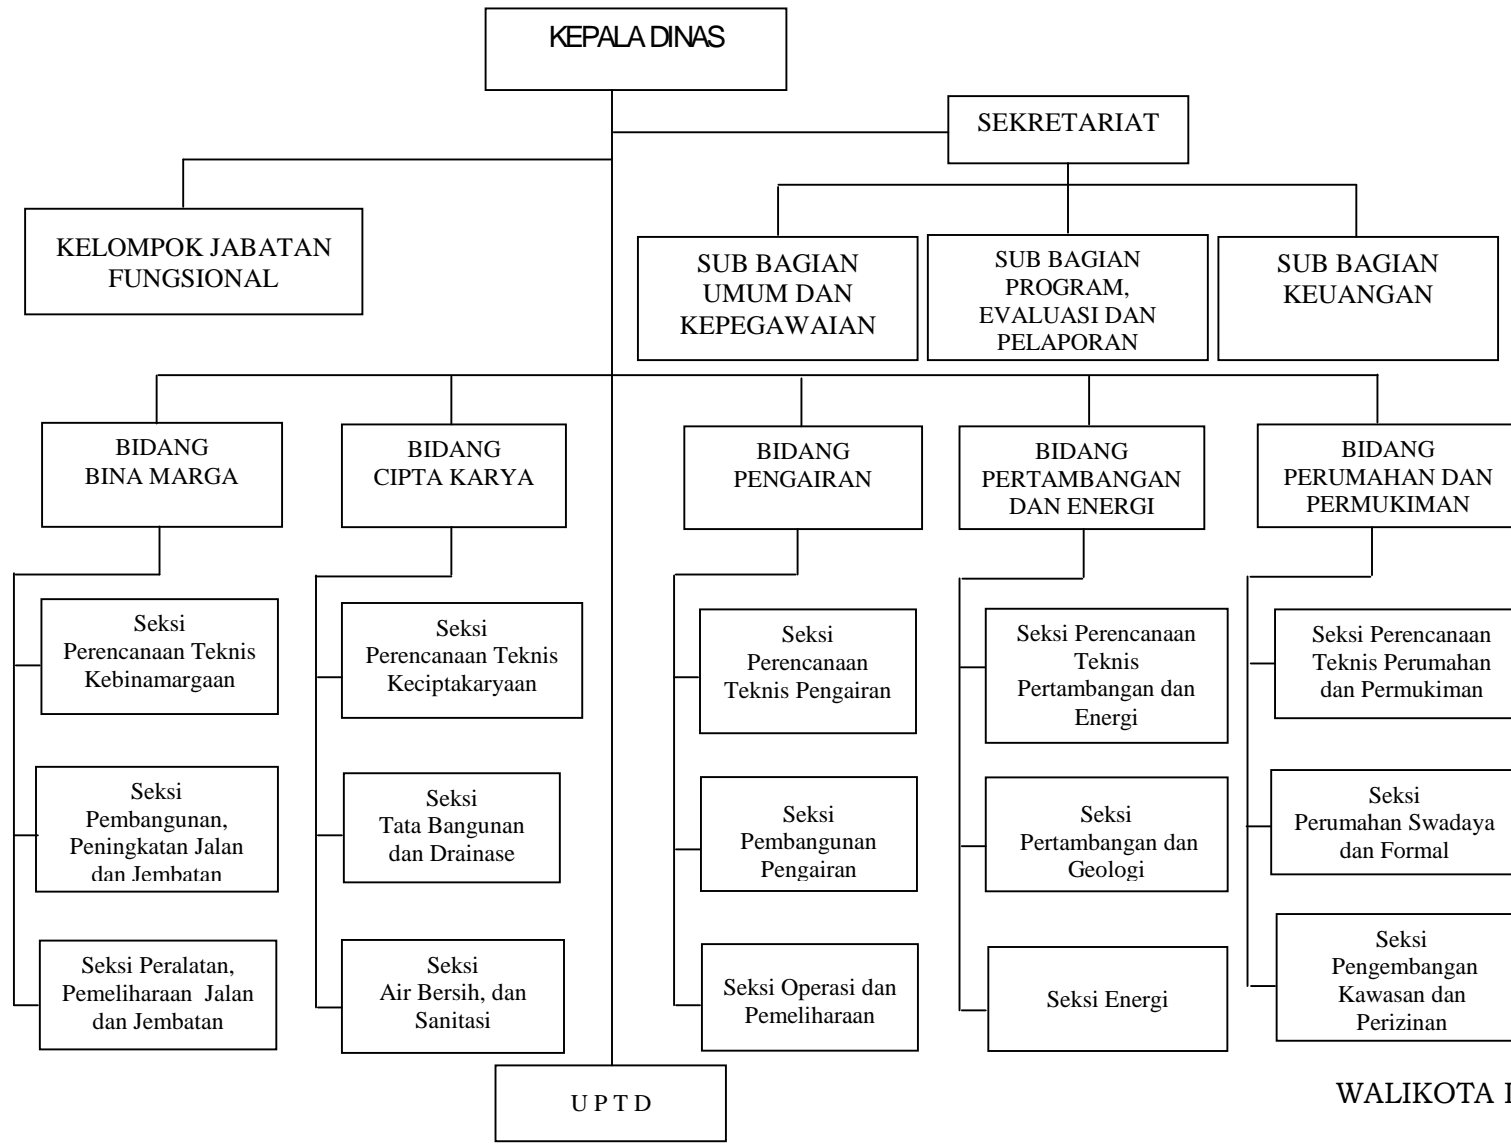 KEPALA DINAS
SEKRETARIAT
KELOMPOK JABATAN
FUNGSIONAL
SUB BAGIAN
UMUM DAN
KEPEGAWAIAN
SUB BAGIAN
PROGRAM,
EVALUASI DAN
PELAPORAN
SUB BAGIAN
KEUANGAN
BIDANG
BINA MARGA
BIDANG
CIPTA KARYA
BIDANG
PENGAIRAN
BIDANG
PERTAMBANGAN
DAN ENERGI
BIDANG
PERUMAHAN DAN
PERMUKIMAN
Seksi
Perencanaan Teknis
Kebinamargaan
Seksi
Perencanaan Teknis
Keciptakaryaan
Seksi
Perencanaan
Teknis Pengairan
Seksi Perencanaan
Teknis
Pertambangan dan
Energi
Seksi Perencanaan
Teknis Perumahan
dan Permukiman
Seksi
Pembangunan,
Peningkatan Jalan
dan Jembatan
Seksi
Tata Bangunan
dan Drainase
Seksi
Pembangunan
Pengairan
Seksi
Pertambangan dan
Geologi
Seksi
Perumahan Swadaya
dan Formal
Seksi Peralatan,
Pemeliharaan Jalan
dan Jembatan
Seksi
Air Bersih, dan
Sanitasi
Seksi Operasi dan
Pemeliharaan
Seksi Energi
Seksi
Pengembangan
Kawasan dan
Perizinan
U P T D
WALIKOTA